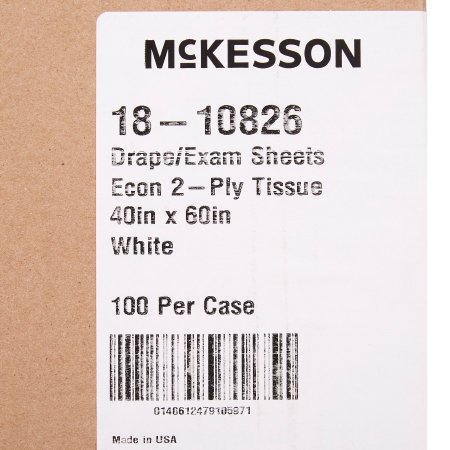 McKESSON
18-10826
Drape/Exam Sheets
Econ 2-Ply Tissue
40in x 60in
White
100 Per Case
0148612479105971
Made in USA